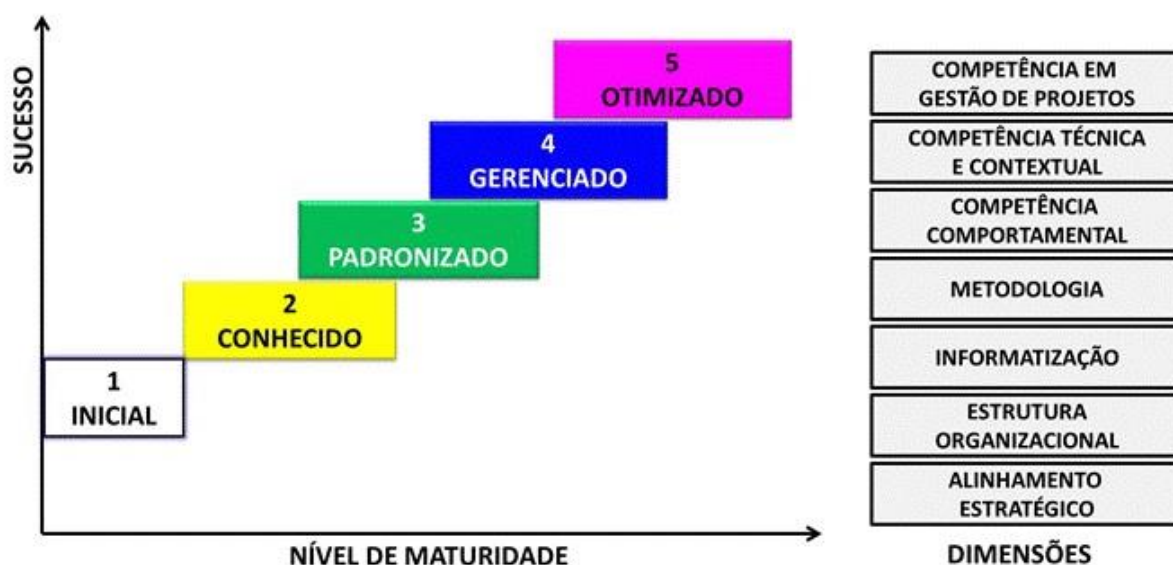 SUCESSO
5
OTIMIZADO
4
GERENCIADO
3
PADRONIZADO
2
CONHECIDO
1
INICIAL
NÍVEL DE MATURIDADE
COMPETÊNCIA EM
GESTÃO DE PROJETOS
COMPETÊNCIA TÉCNICA
E CONTEXTUAL
COMPETÊNCIA
COMPORTAMENTAL
METODOLOGIA
INFORMATIZAÇÃO
ESTRUTURA
ORGANIZACIONAL
ALINHAMENTO
ESTRATÉGICO
DIMENSÕES